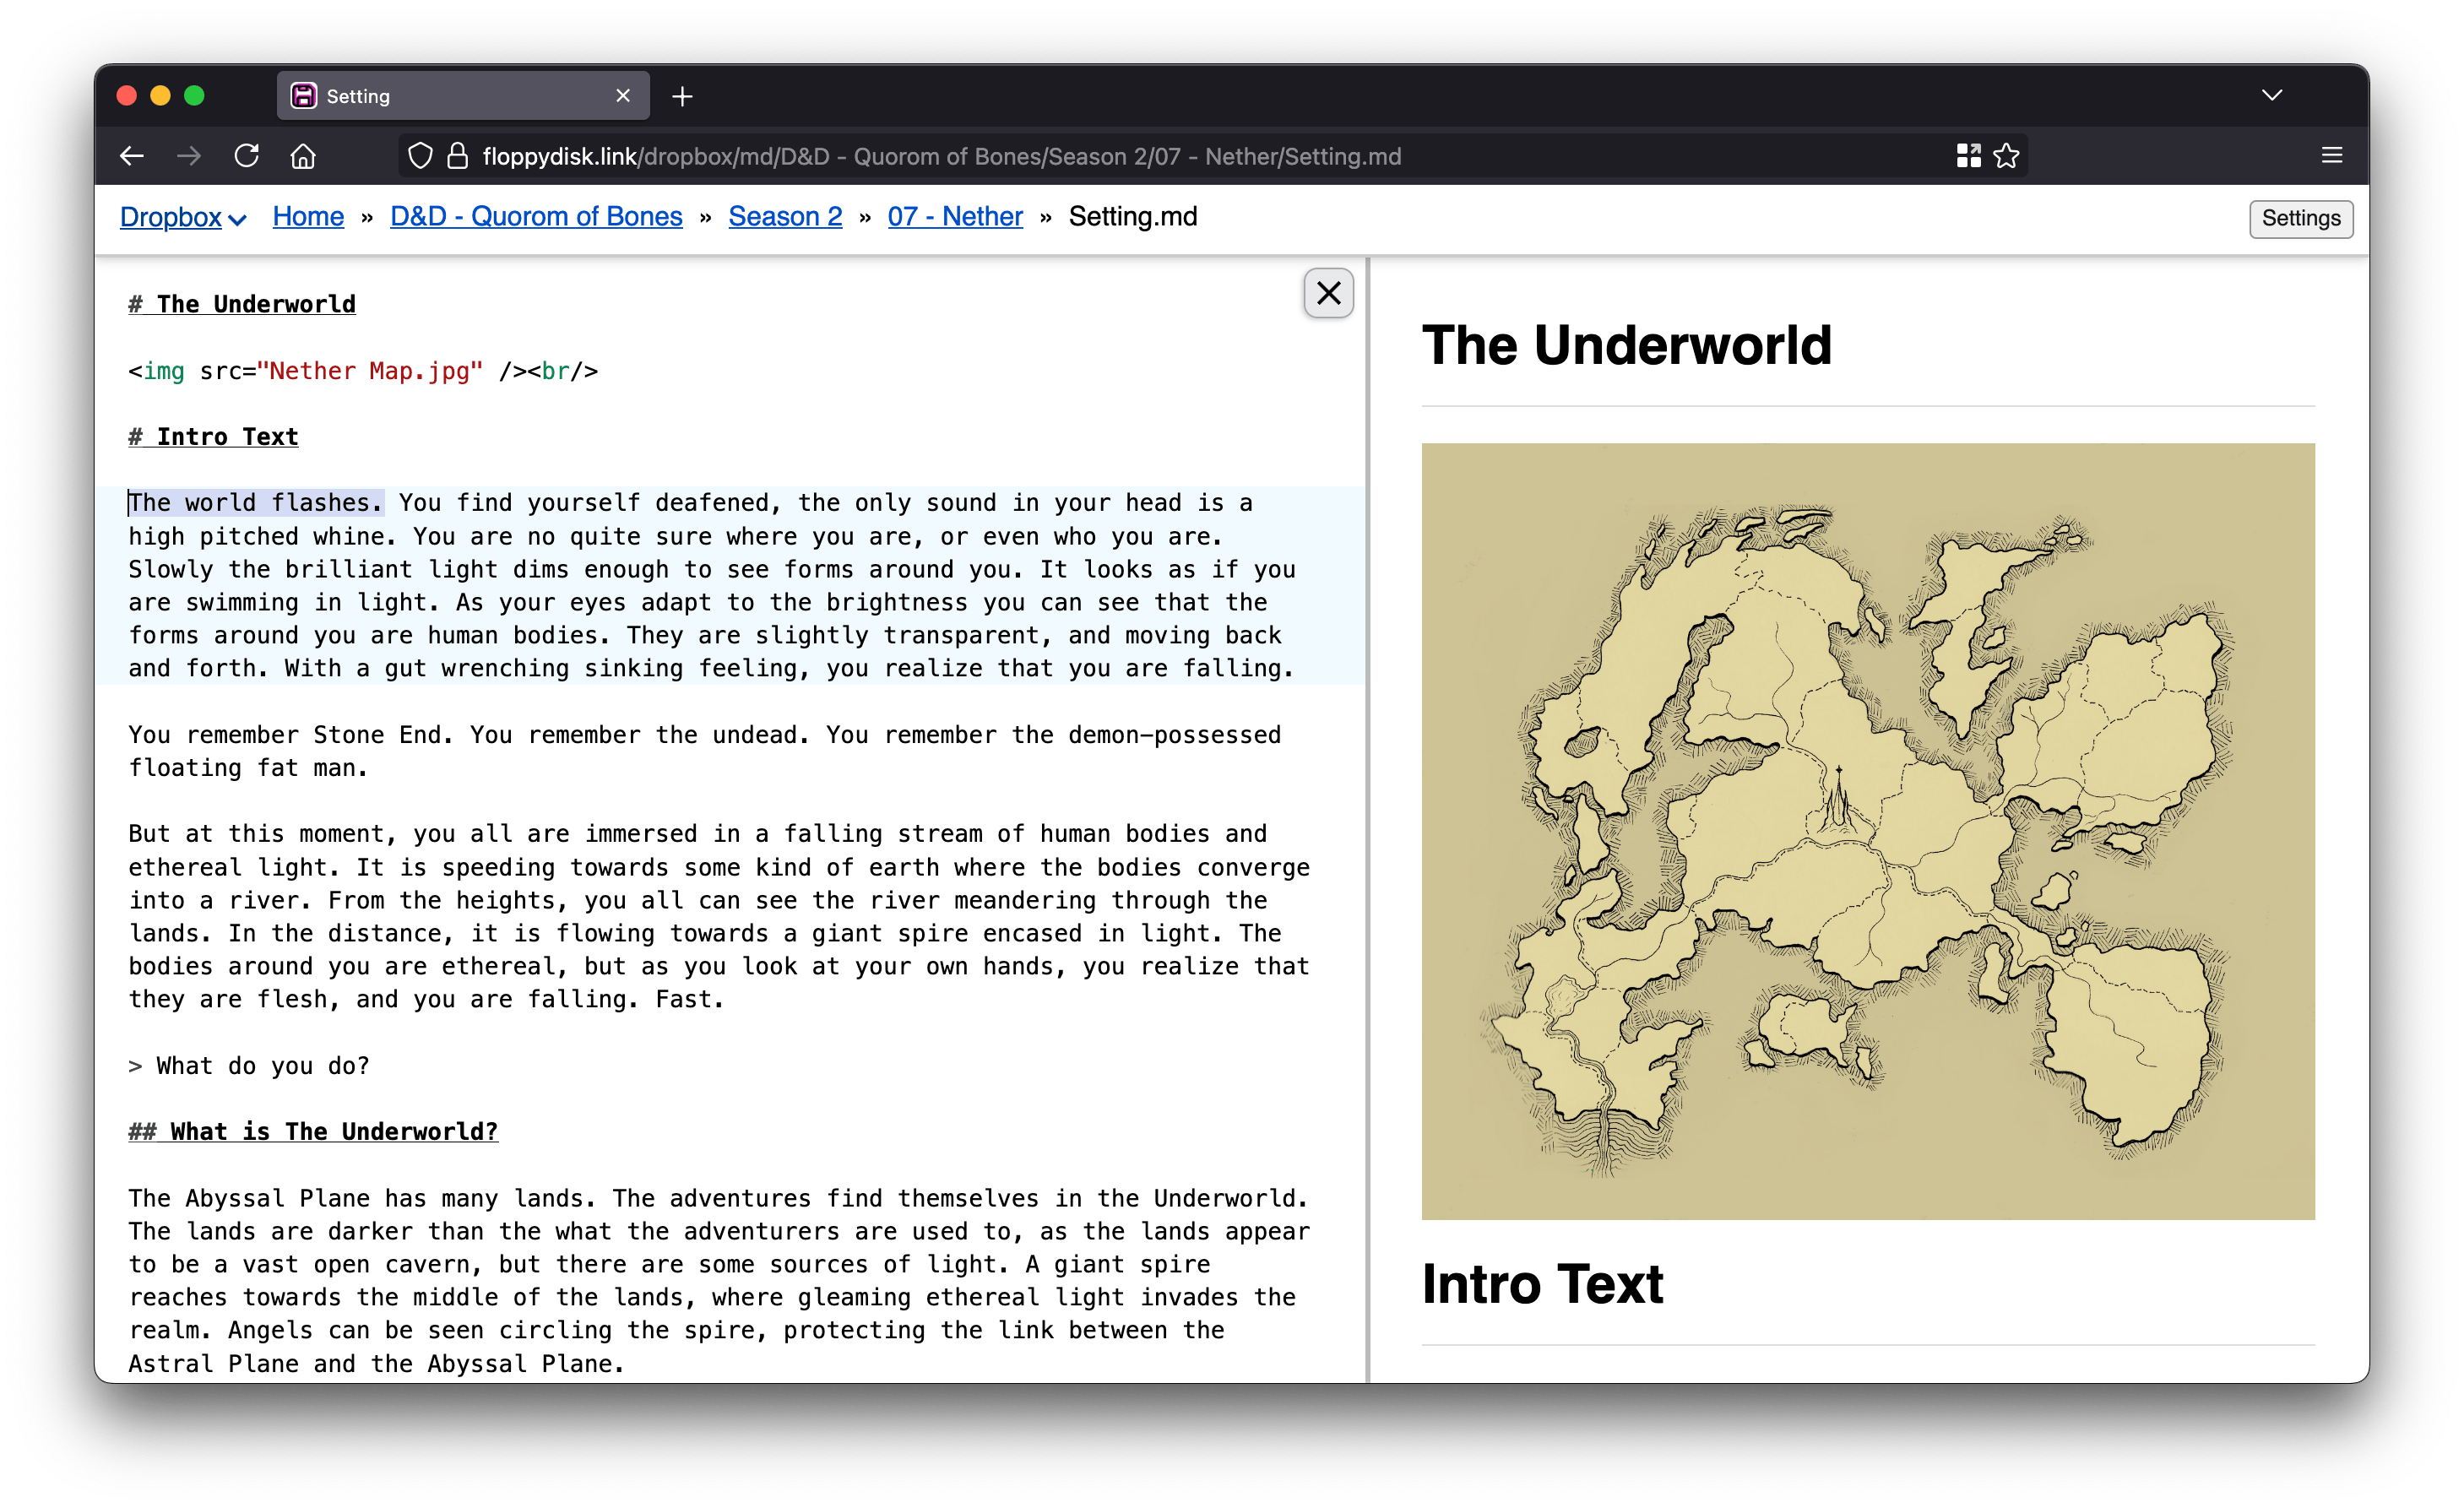 Setting
floppydisk.link/dropbox/md/D&D - Quorom of Bones/Season 2/07 - Nether/Setting.md
Dropbox Home » D&D - Quorom of Bones » Season 2 » 07 - Nether » Setting.md Settings
# The Underworld
<img src="Nether Map.jpg" /><br/>
# Intro Text
The world flashes. You find yourself deafened, the only sound in your head is a
high pitched whine. You are no quite sure where you are, or even who you are.
Slowly the brilliant light dims enough to see forms around you. It looks as if you
are swimming in light. As your eyes adapt to the brightness you can see that the
forms around you are human bodies. They are slightly transparent, and moving back
and forth. With a gut wrenching sinking feeling, you realize that you are falling.
You remember Stone End. You remember the undead. You remember the demon-possessed
floating fat man.
But at this moment, you all are immersed in a falling stream of human bodies and
ethereal light. It is speeding towards some kind of earth where the bodies converge
into a river. From the heights, you all can see the river meandering through the
lands. In the distance, it is flowing towards a giant spire encased in light. The
bodies around you are ethereal, but as you look at your own hands, you realize that
they are flesh, and you are falling. Fast.
> What do you do?
## What is The Underworld?
The Abyssal Plane has many lands. The adventures find themselves in the Underworld.
The lands are darker than the what the adventurers are used to, as the lands appear
to be a vast open cavern, but there are some sources of light. A giant spire
reaches towards the middle of the lands, where gleaming ethereal light invades the
realm. Angels can be seen circling the spire, protecting the link between the
Astral Plane and the Abyssal Plane.
The Underworld
Intro Text